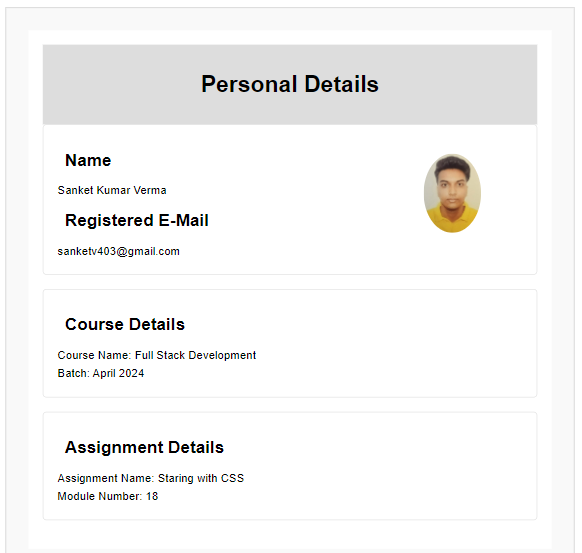 Personal Details
Name
Sanket Kumar Verma
Registered E-Mail
sanketv403@gmail.com
Course Details
Course Name: Full Stack Development
Batch: April 2024
Assignment Details
Assignment Name: Staring with CSS
Module Number: 18